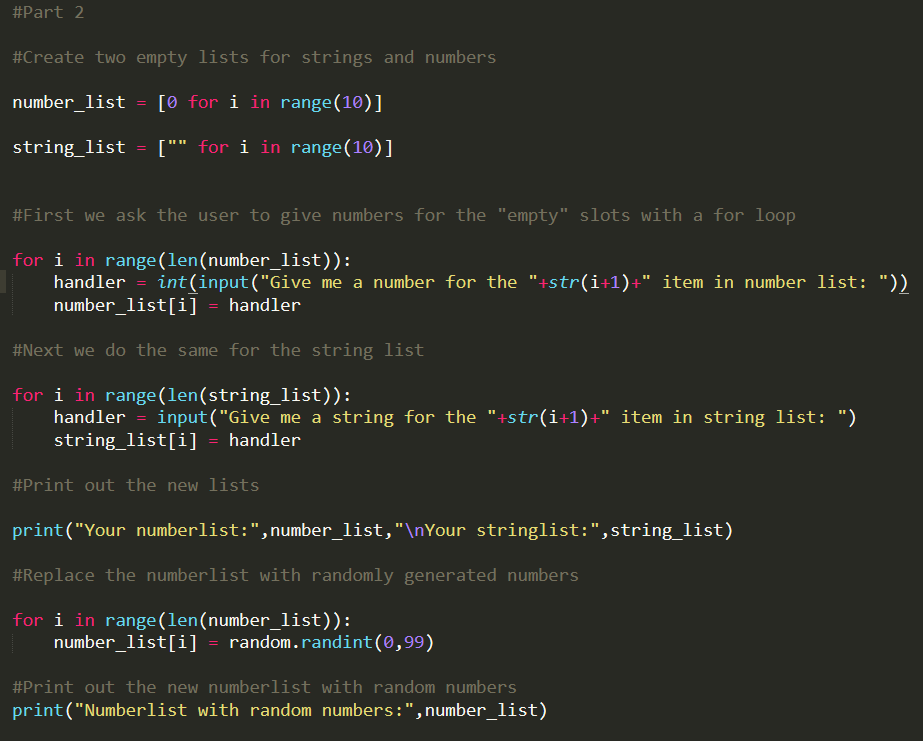 #Part 2
#Create two empty lists for strings and numbers
number_list = [0 for i in range(10)]
string_list = ["" for i in range(10)]
#First we ask the user to give numbers for the "empty" slots with a for loop
for i in range(len(number_list)):
    handler = int(input("Give me a number for the "+str(i+1)+" item in number list: "))
    number_list[i] = handler
#Next we do the same for the string list
for i in range(len(string_list)):
    handler = input("Give me a string for the "+str(i+1)+" item in string list: ")
    string_list[i] = handler
#Print out the new lists
print("Your numberlist:",number_list,"\nYour stringlist:",string_list)
#Replace the numberlist with randomly generated numbers
for i in range(len(number_list)):
    number_list[i] = random.randint(0,99)
#Print out the new numberlist with random numbers
print("Numberlist with random numbers:",number_list)